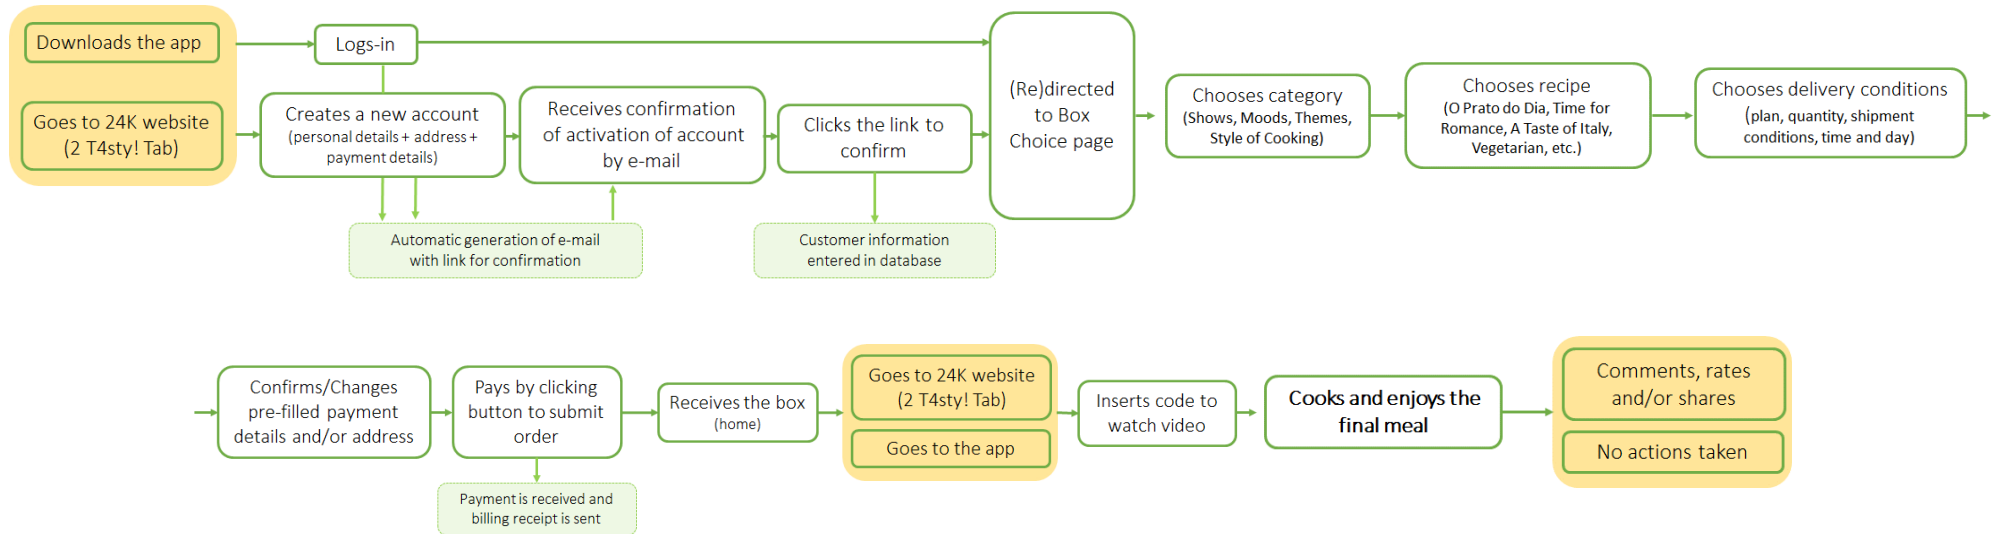 Downloads the app
Goes to 24K website
(2 T4sty! Tab)
Logs-in
Creates a new account
(personal details + address +
payment details)
Receives confirmation
of activation of account
by e-mail
Clicks the link to
confirm
Automatic generation of e-mail
with link for confirmation
Customer information
entered in database
(Re)directed
to Box
Choice page
Chooses category
(Shows, Moods, Themes,
Style of Cooking)
Chooses recipe
(O Prato do Dia, Time for
Romance, A Taste of Italy,
Vegetarian, etc.)
Chooses delivery conditions
(plan, quantity, shipment
conditions, time and day)
Confirms/Changes
pre-filled payment
details and/or address
Pays by clicking
button to submit
order
Payment is received and
billing receipt is sent
Receives the box
(home)
Goes to 24K website
(2 T4sty! Tab)
Goes to the app
Inserts code to
watch video
Cooks and enjoys the
final meal
Comments, rates
and/or shares
No actions taken